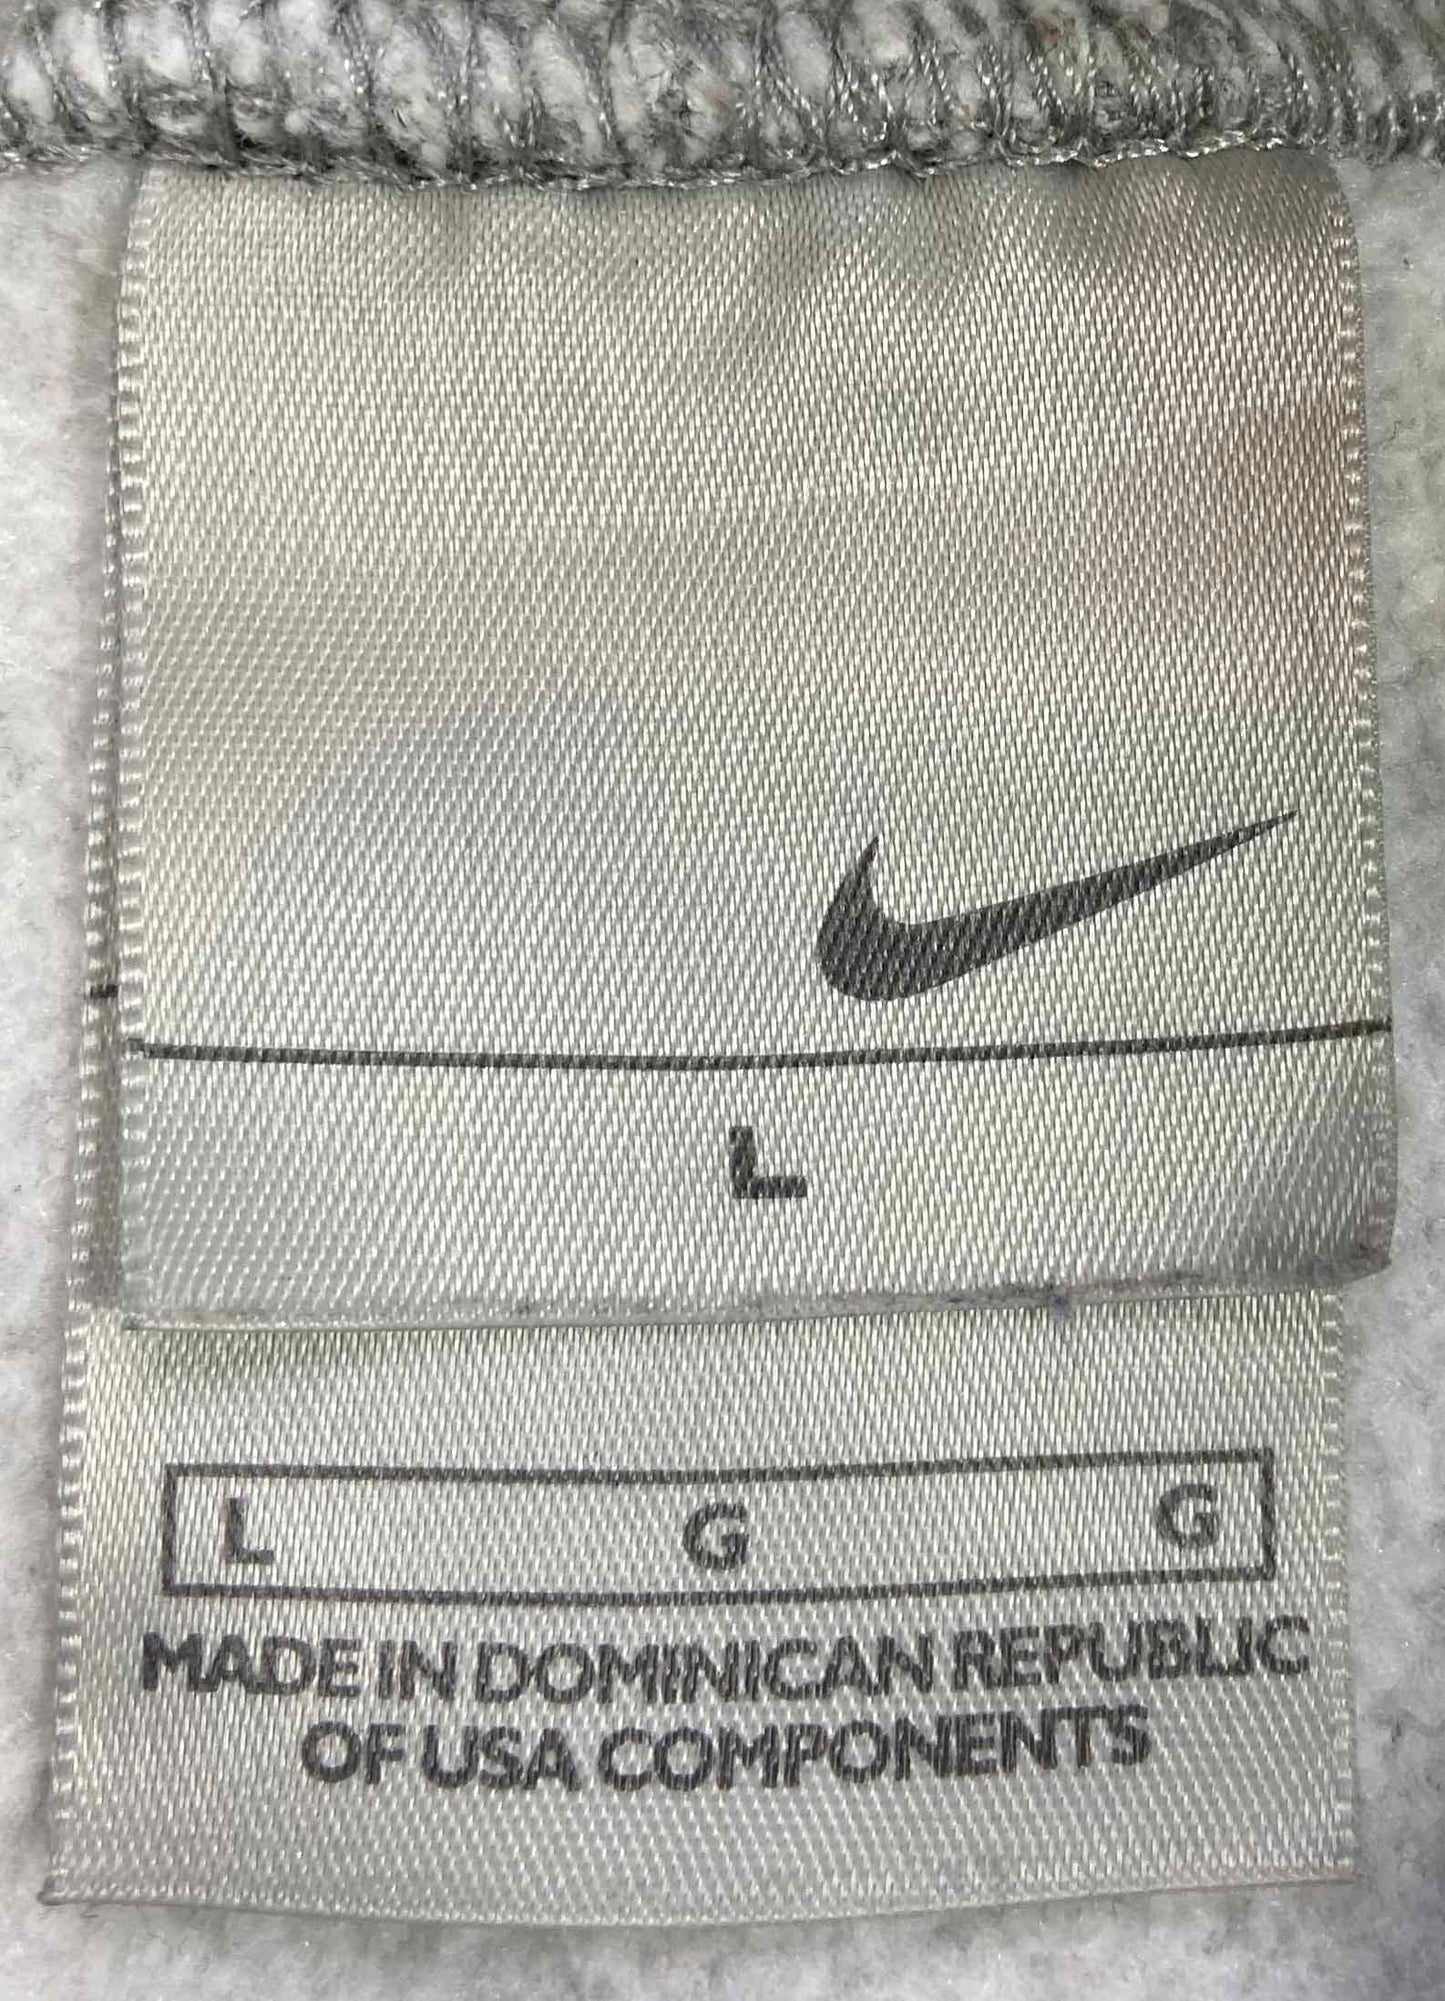 L
L G G
MADE IN DOMINICAN REPUBLIC
OF USA COMPONENTS